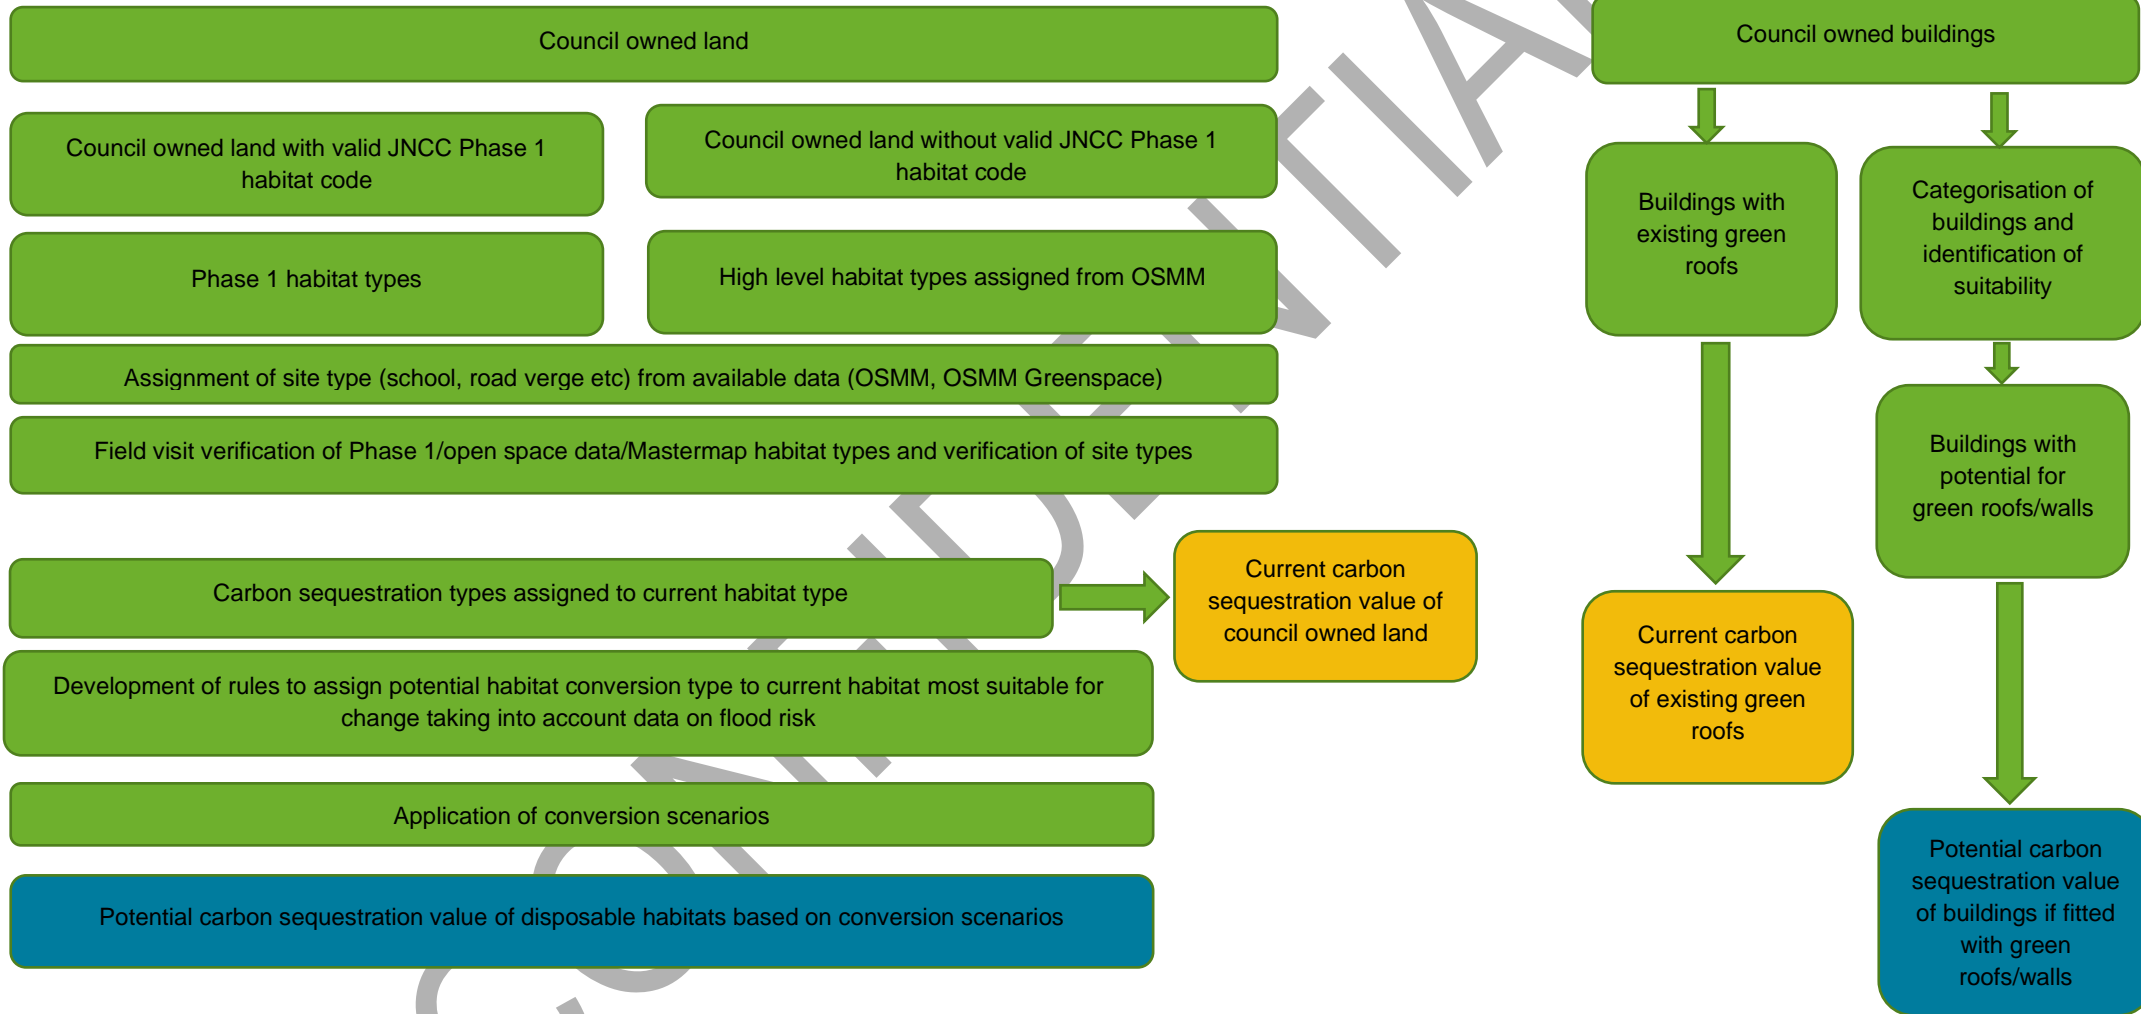 Council owned land
Council owned land with valid JNCC Phase 1
habitat code
Council owned land without valid JNCC Phase 1
habitat code
Phase 1 habitat types
High level habitat types assigned from OSMM
Assignment of site type (school, road verge etc) from available data (OSMM, OSMM Greenspace)
Field visit verification of Phase 1/open space data/Mastermap habitat types and verification of site types
Carbon sequestration types assigned to current habitat type
Current carbon
sequestration value of
council owned land
Development of rules to assign potential habitat conversion type to current habitat most suitable for
change taking into account data on flood risk
Application of conversion scenarios
Potential carbon sequestration value of disposable habitats based on conversion scenarios
Council owned buildings
Buildings with
existing green
roofs
Categorisation of
buildings and
identification of
suitability
Buildings with
potential for
green roofs/walls
Current carbon
sequestration value
of existing green
roofs
Potential carbon
sequestration value
of buildings if fitted
with green
roofs/walls
CONFIDENTIA